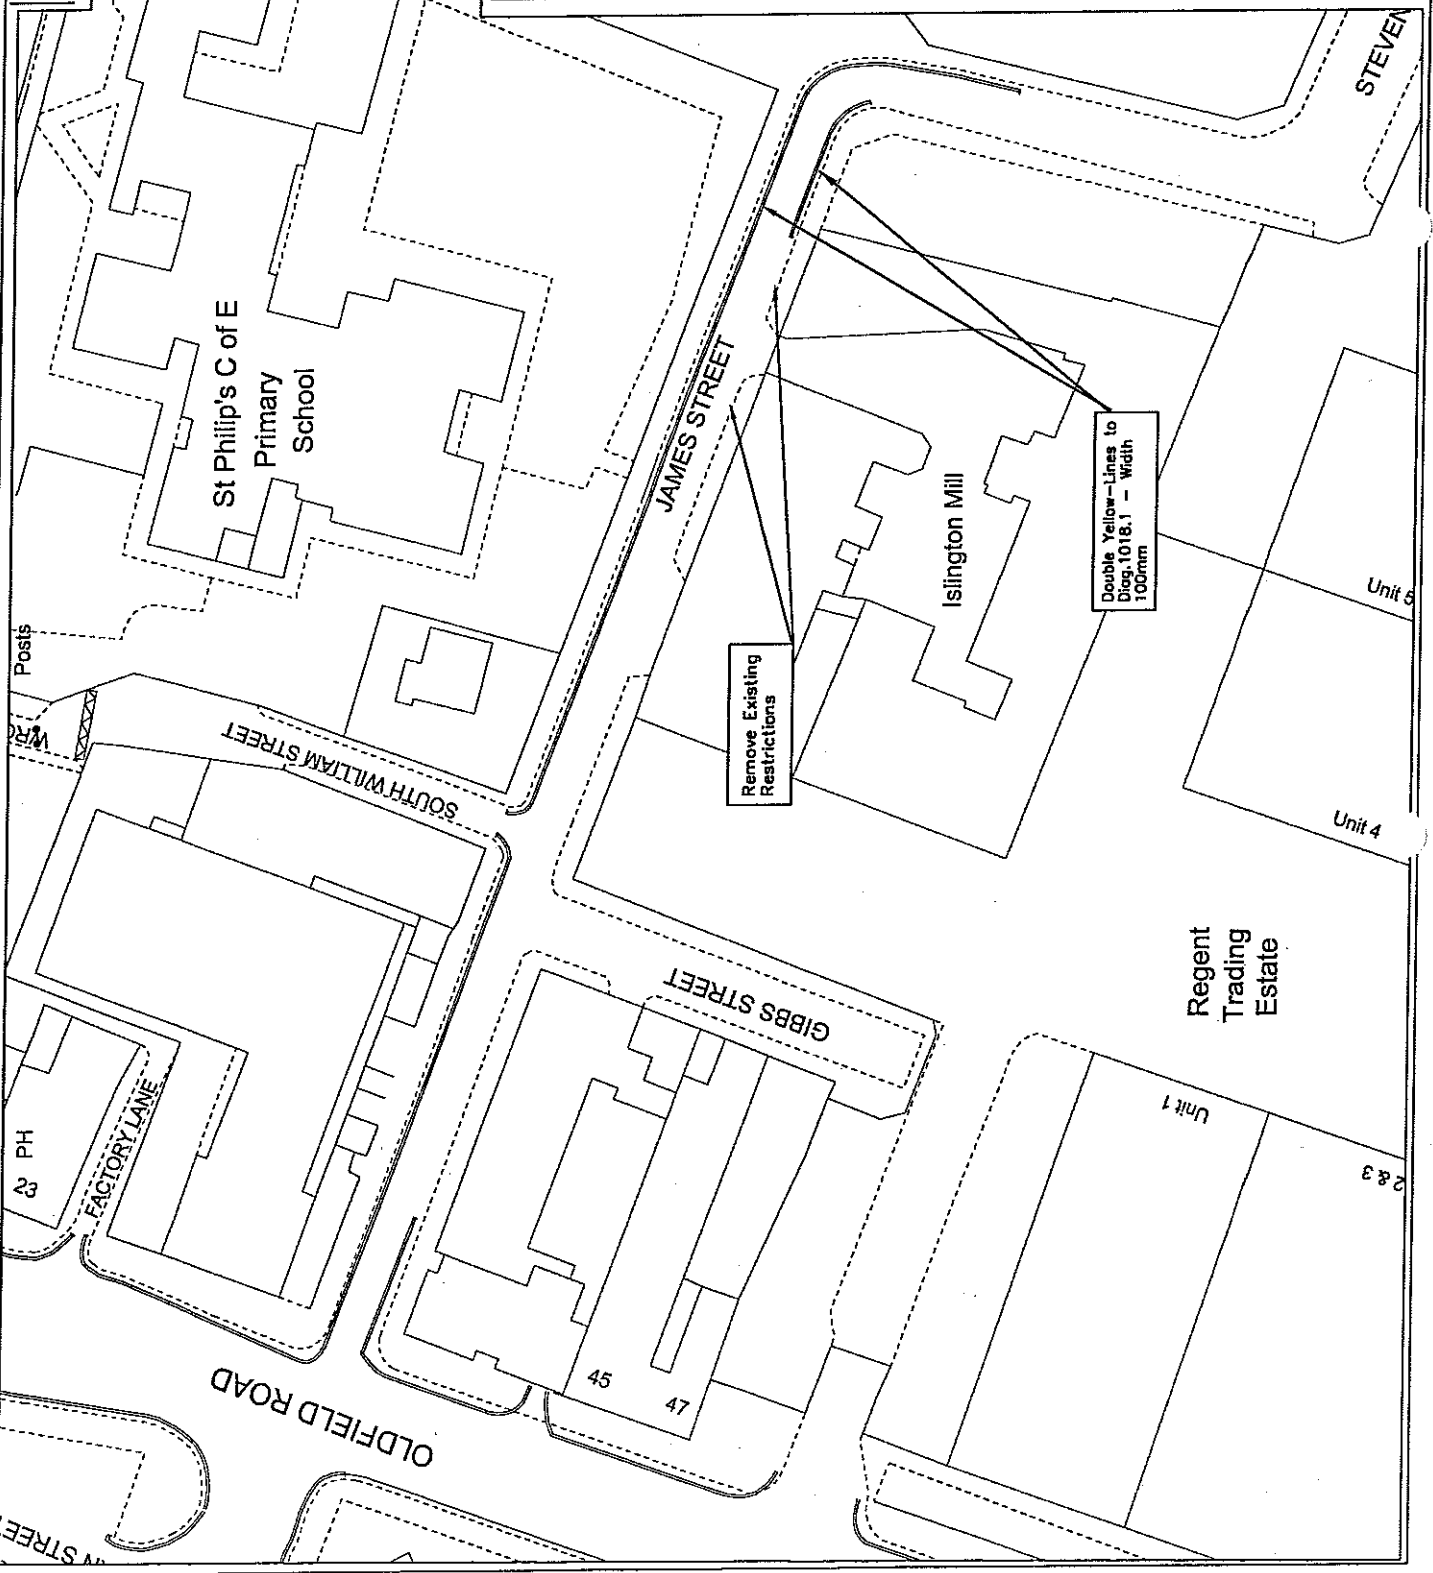 Posts
St Philip's C of E
Primary
School
SOUTH WILLIAM STREET
JAMES STREET
Remove Existing
Restrictions
Islington Mill
Double Yellow-Lines to
Diag.1018.1 - Width
100mm
Unit 5
Unit 4
Regent
Trading
Estate
GIBBS STREET
Unit 1
2 & 3
PH
23
FACTORY LANE
OLDFIELD ROAD
45
47
STEVEN